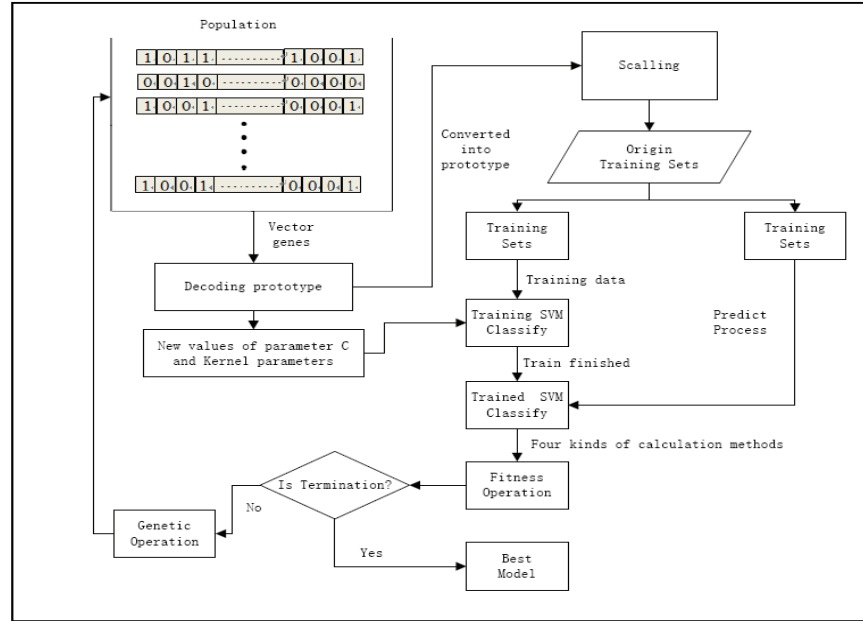 Population
1 0 1 1 ---------- 1 0 0 1
0 0 1 0 ---------- 0 0 0 0
1 0 0 1 ---------- 0 0 0 1
1 0 0 1 ---------- 0 0 0 1
Scalling
Converted
into
prototype
Origin
Training Sets
Vector
genes
Training
Sets
Training
Sets
Decoding prototype
Training data
New values of parameter C
and Kernel parameters
Training SVM
Classify
Predict
Process
Train finished
Trained SVM
Classify
Four kinds of calculation methods
Is Termination?
Fitness
Operation
No
Genetic
Operation
Yes
Best
Model